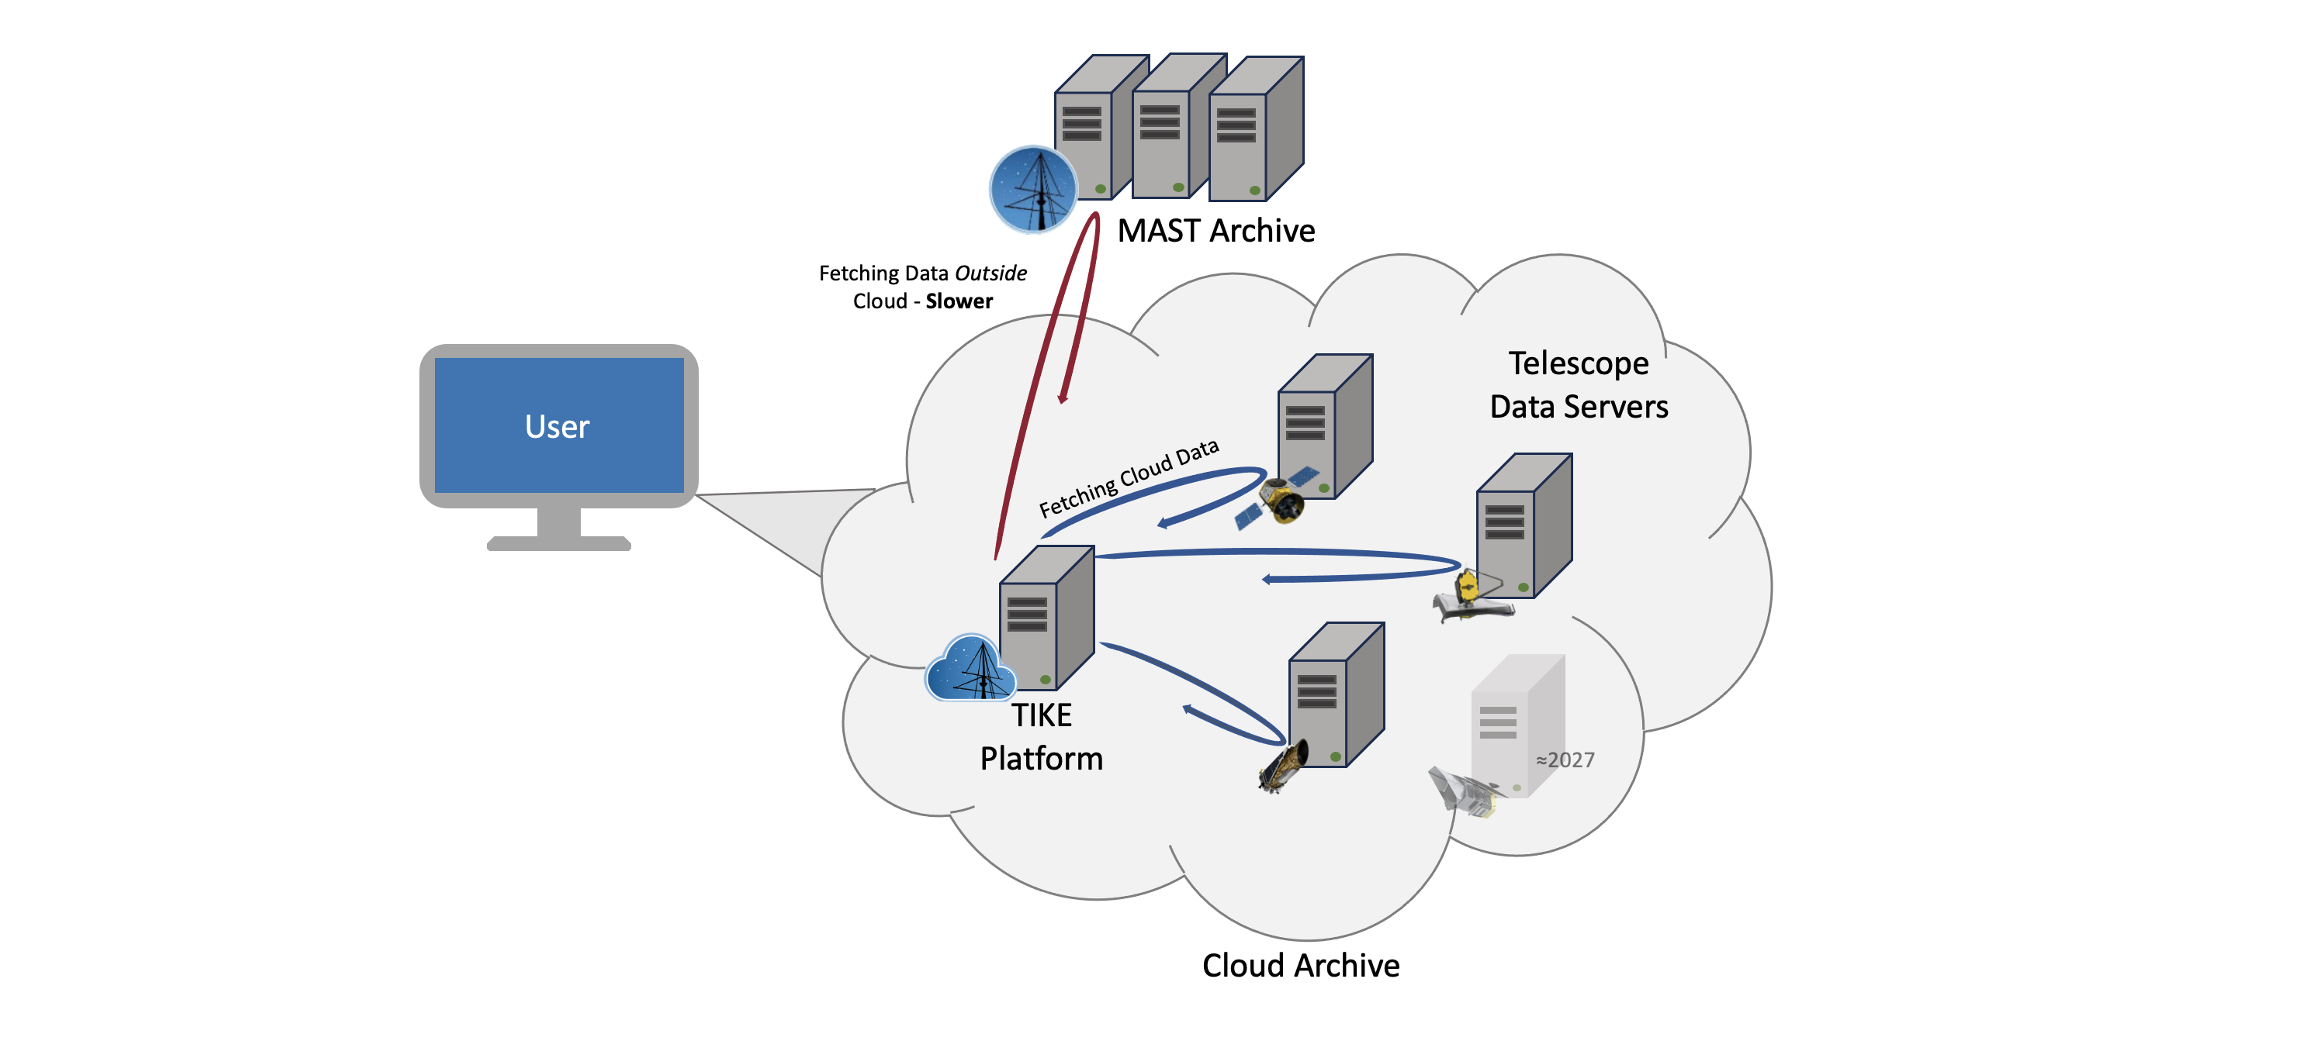 MAST Archive
Fetching Data Outside
Cloud - Slower
Telescope
Data Servers
User
Fetching Cloud Data
TIKE
Platform
≈2027
Cloud Archive